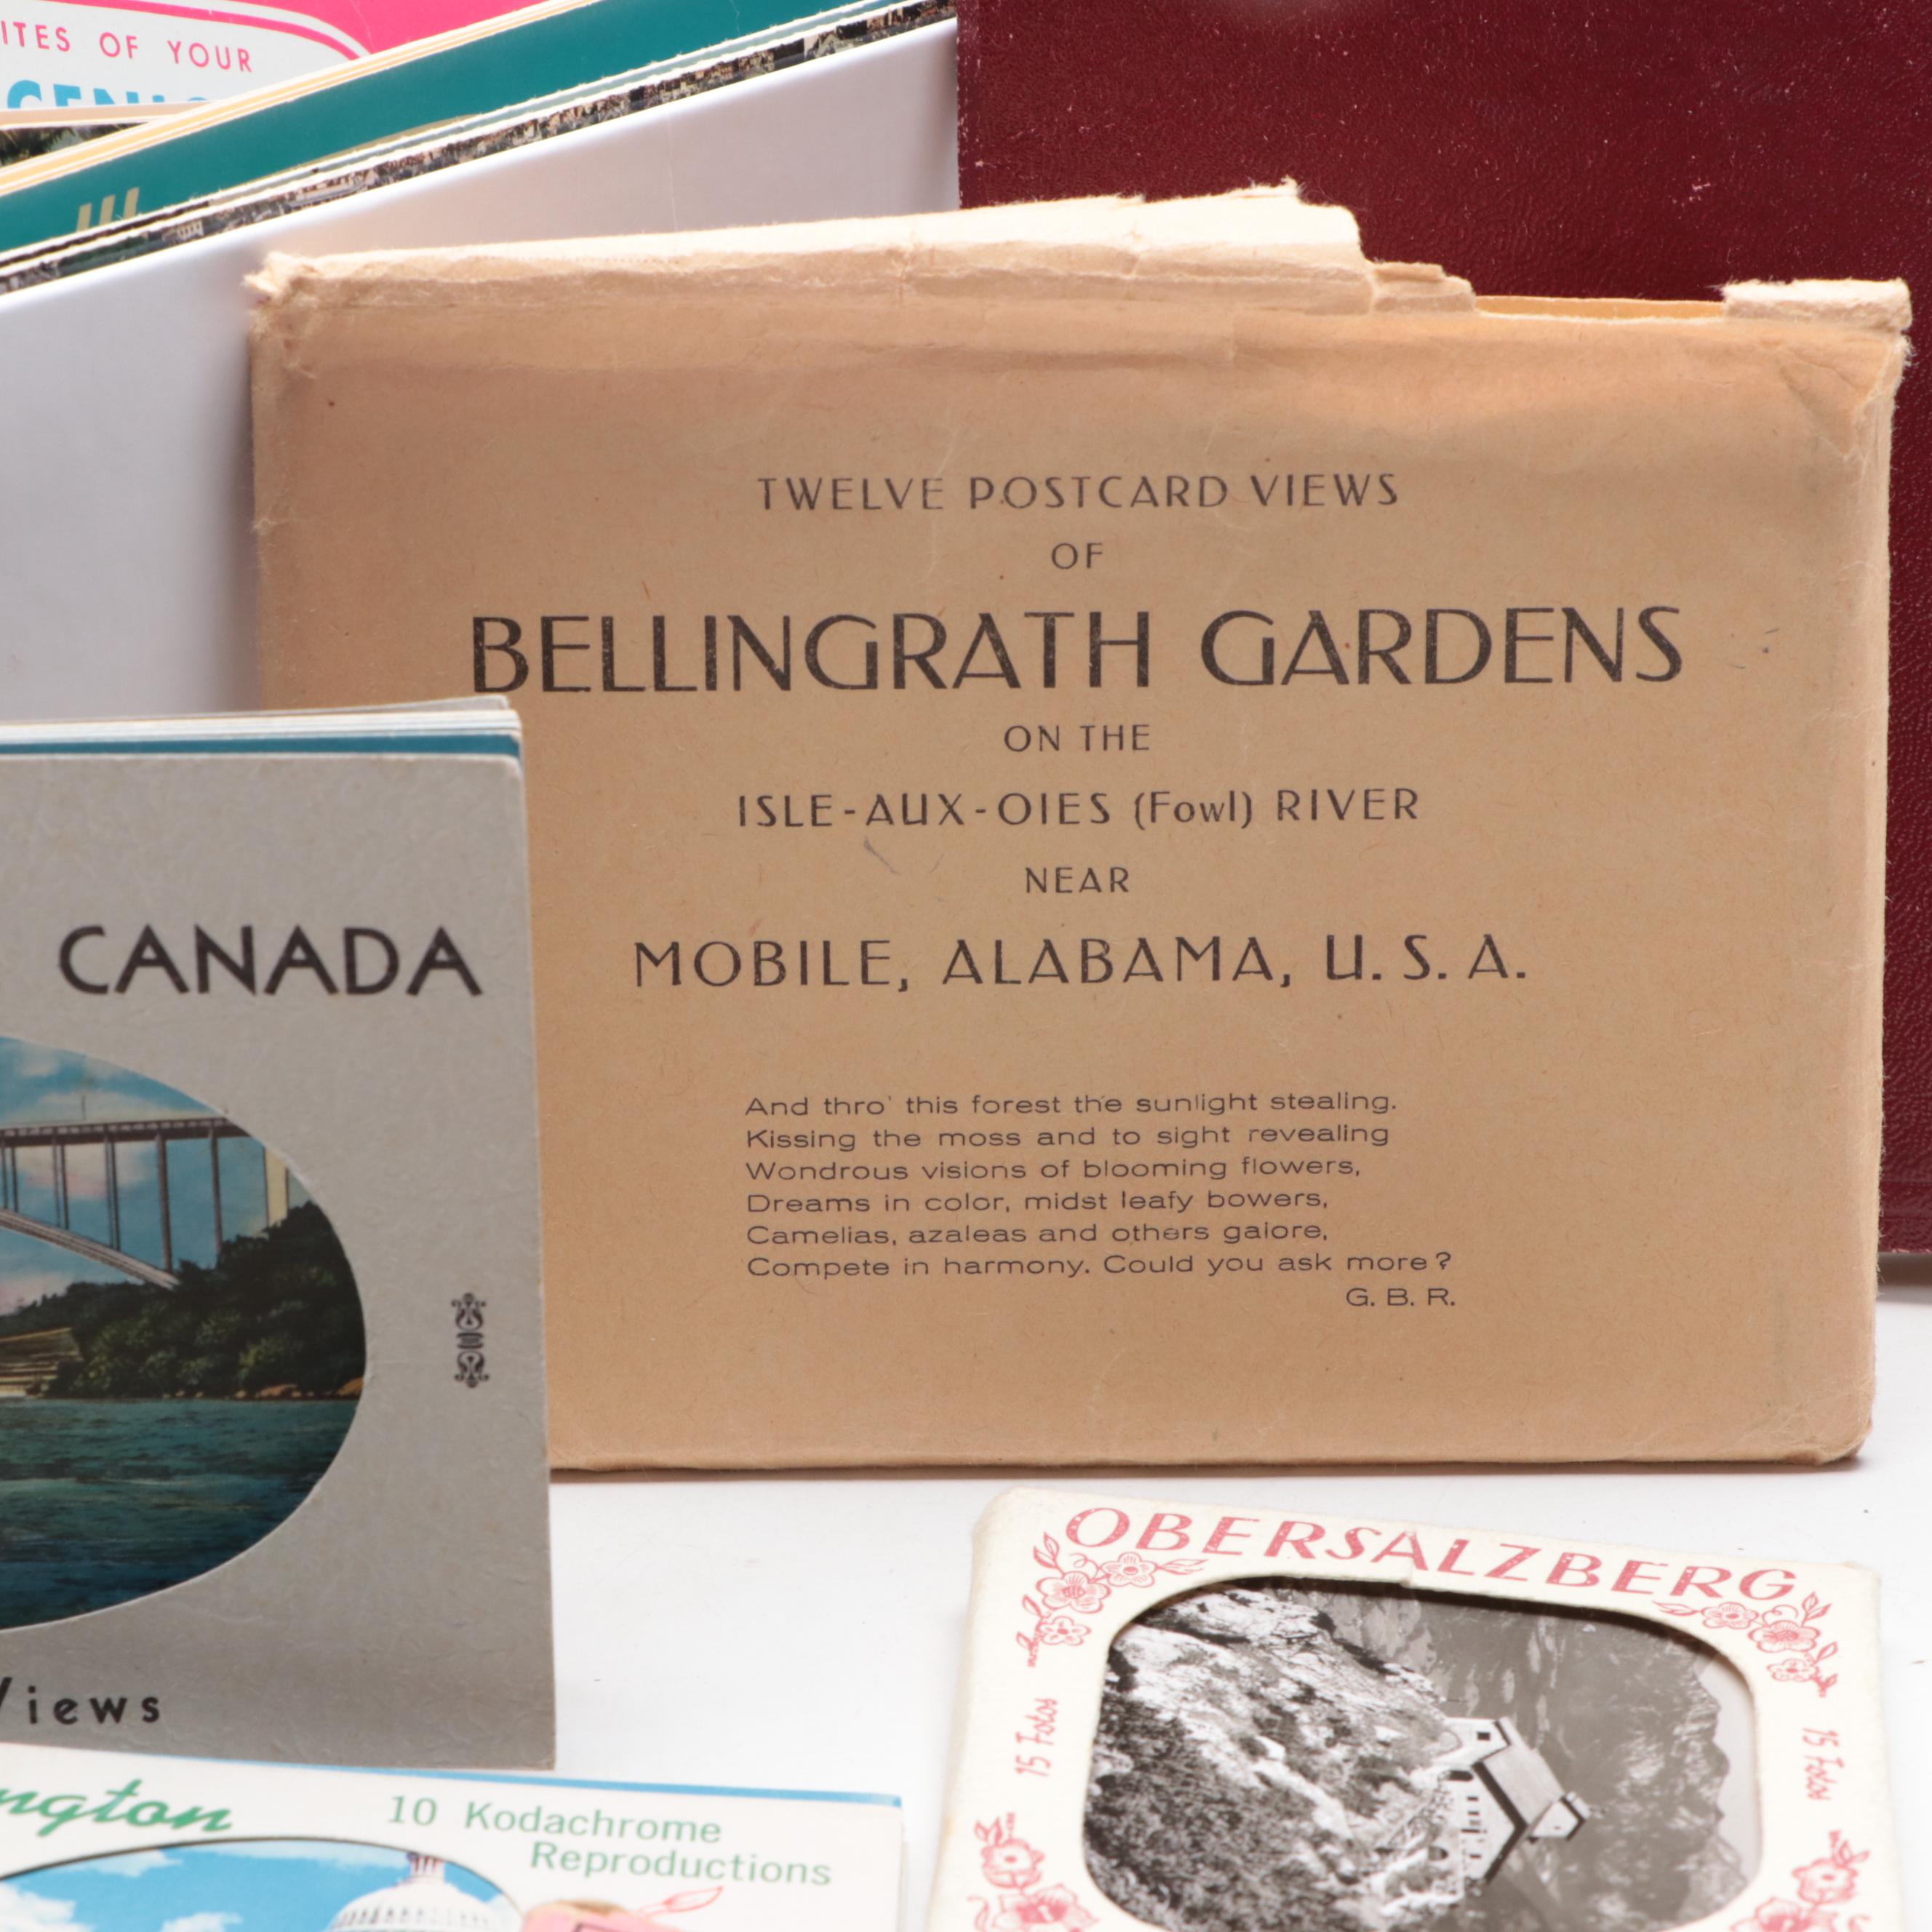 OF YOUR
TWELVE POSTCARD VIEWS
OF
BELLINGRATH GARDENS
ON THE
ISLE-AUX-OIES (Fowl) RIVER
NEAR
MOBILE, ALABAMA, U. S. A.
And thro' this forest the sunlight stealing.
Kissing the moss and to sight revealing
Wondrous visions of blooming flowers,
Dreams in color, midst leafy bowers,
Camelias, azaleas and others galore,
Compete in harmony. Could you ask more?
G. B. R.
CANADA
Views
10 Kodachrome
Reproductions
OBERSALZBERG
15 Fotos
15 Fotos